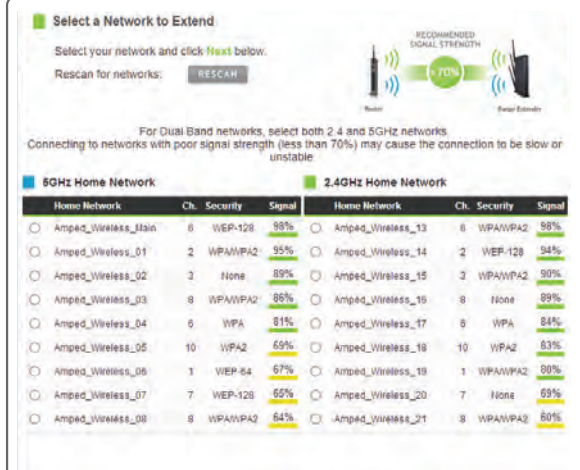 Select a Network to Extend
Select your network and click Next below.
Rescan for networks: RESCAN
RECOMMENDED
SIGNAL STRENGTH
>70%
Router Range Extender
For Dual Band networks, select both 2.4 and 5GHz networks.
Connecting to networks with poor signal strength (less than 70%) may cause the connection to be slow or
unstable
5GHz Home Network 2.4GHz Home Network
Home Network Ch. Security Signal Home Network Ch. Security Signal
Amped_Wireless_Main 6 WEP-128 98% Amped_Wireless_13 6 WPA/WPA2 98%
Amped_Wireless_01 2 WPA/WPA2 95% Amped_Wireless_14 2 WEP-128 94%
Amped_Wireless_02 3 None 89% Amped_Wireless_15 3 WPA/WPA2 90%
Amped_Wireless_03 8 WPA/WPA2 86% Amped_Wireless_16 8 None 89%
Amped_Wireless_04 6 WPA 81% Amped_Wireless_17 6 WPA 84%
Amped_Wireless_05 10 WPA2 69% Amped_Wireless_18 10 WPA2 83%
Amped_Wireless_06 1 WEP-64 67% Amped_Wireless_19 1 WPA/WPA2 80%
Amped_Wireless_07 7 WEP-128 65% Amped_Wireless_20 7 None 69%
Amped_Wireless_08 8 WPA/WPA2 64% Amped_Wireless_21 8 WPA/WPA2 60%